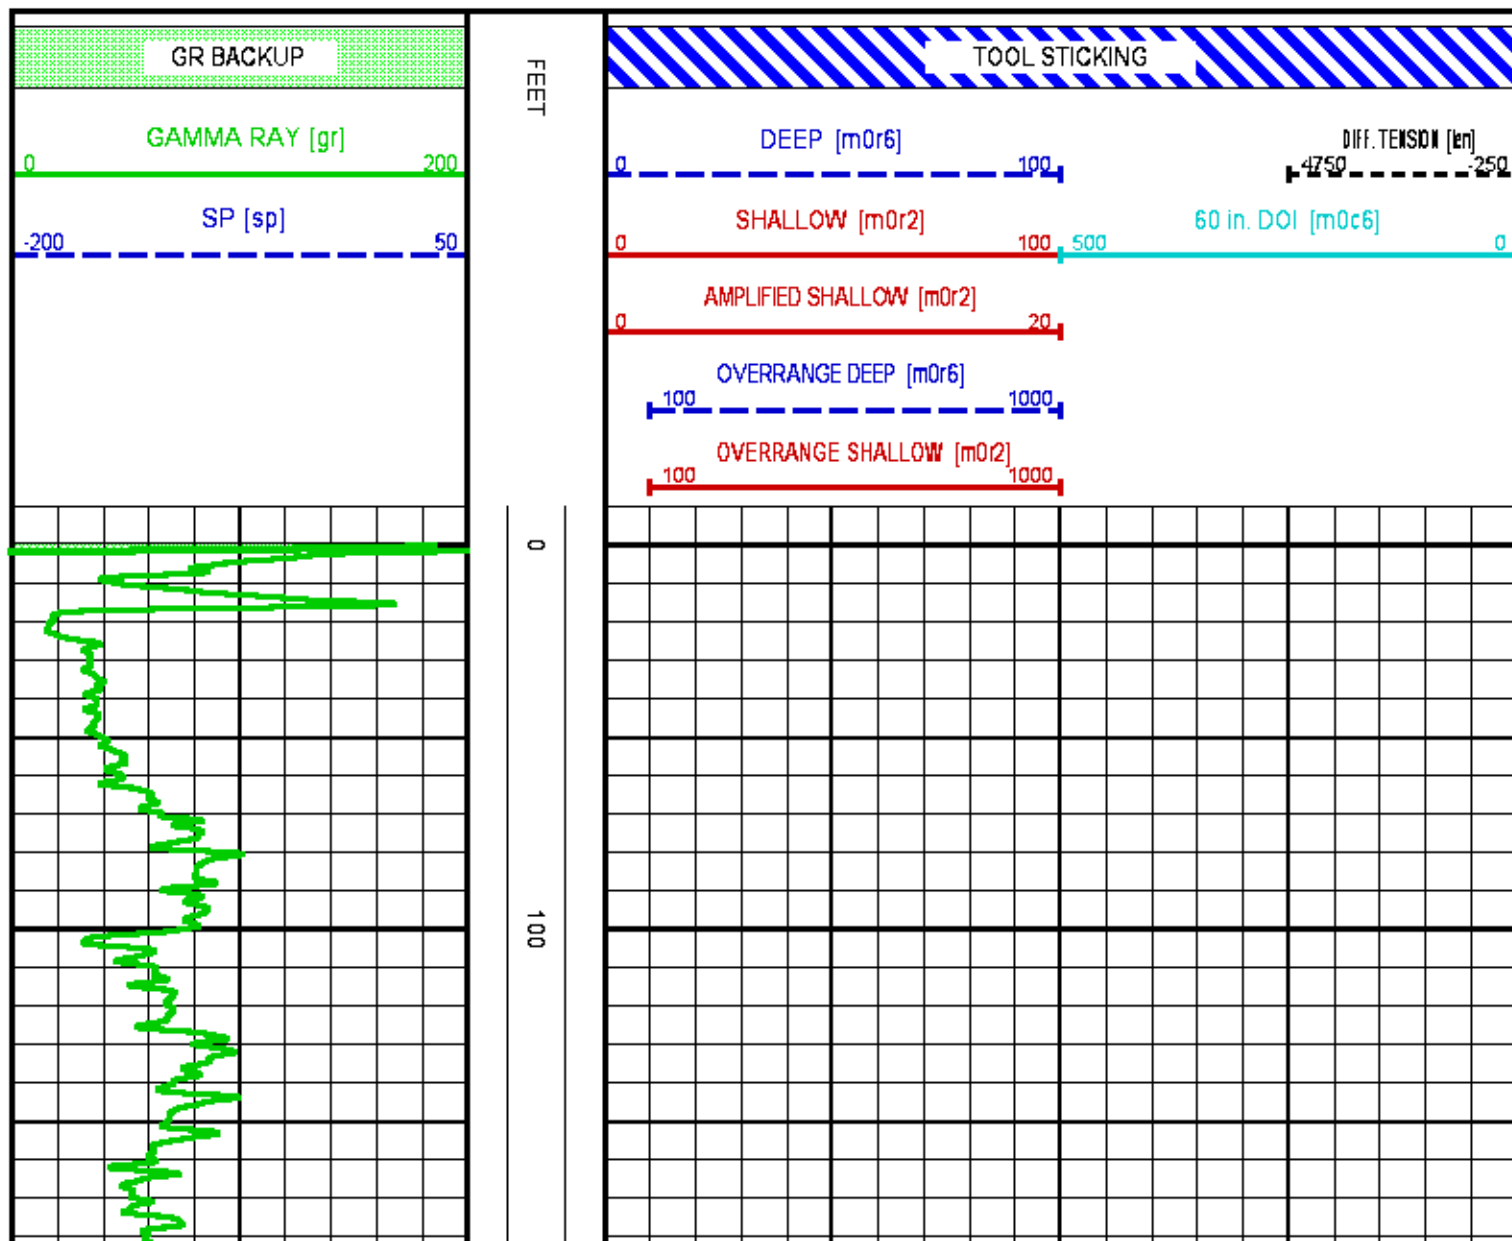 GR BACKUP
FEET
TOOL STICKING
GAMMA RAY [gr]
0 200
SP [sp]
-200 50
DEEP [m0r6]
0 100
DIFF. TENSION [ten]
4750 -250
SHALLOW [m0r2]
0 100
60 in. DOI [m0c6]
500 0
AMPLIFIED SHALLOW [m0r2]
0 20
OVERRANGE DEEP [m0r6]
100 1000
OVERRANGE SHALLOW [m0r2]
100 1000
0
100